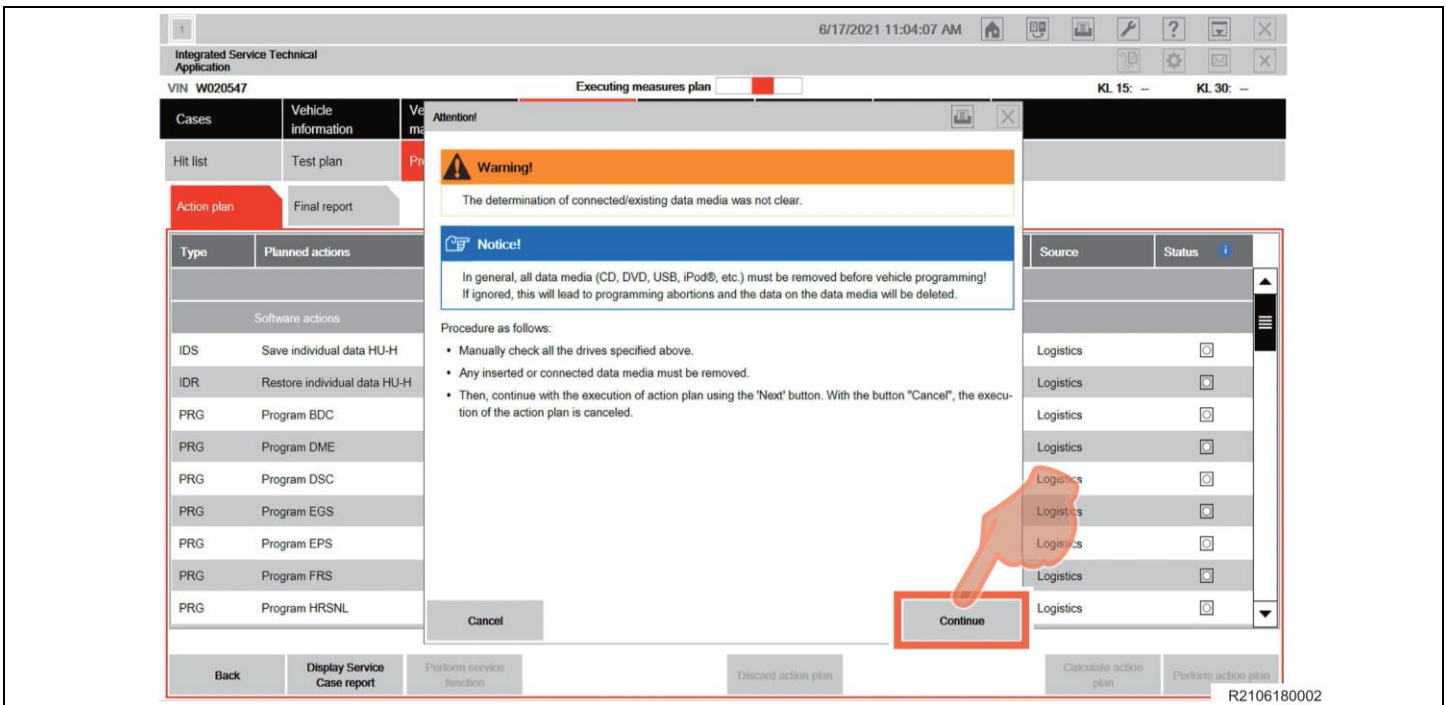 1
6/17/2021 11:04:07 AM
?
Integrated Service Technical
Application
VIN W020547
Executing measures plan
KL 15: –
KL 30: –
Cases
Vehicle
information
Ve
ma
Attention!
Hit list
Test plan
Pr
Warning!
Action plan
Final report
The determination of connected/existing data media was not clear.
Notice!
Type
Planned actions
Source
Status i
In general, all data media (CD, DVD, USB, iPod®, etc.) must be removed before vehicle programming!
If ignored, this will lead to programming abortions and the data on the data media will be deleted.
Software actions
Procedure as follows:
IDS
Save individual data HU-H
• Manually check all the drives specified above.
Logistics
• Any inserted or connected data media must be removed.
IDR
Restore individual data HU-H
Logistics
• Then, continue with the execution of action plan using the 'Next' button. With the button "Cancel", the execu-
tion of the action plan is canceled.
PRG
Program BDC
Logistics
PRG
Program DME
Logistics
PRG
Program DSC
Logistics
PRG
Program EGS
Logistics
PRG
Program EPS
Logistics
PRG
Program FRS
Logistics
PRG
Program HRSNL
Logistics
Cancel
Continue
Back
Display Service
Case report
Perform service
function
Discard action plan
Calculate action
plan
Perform action plan
R2106180002